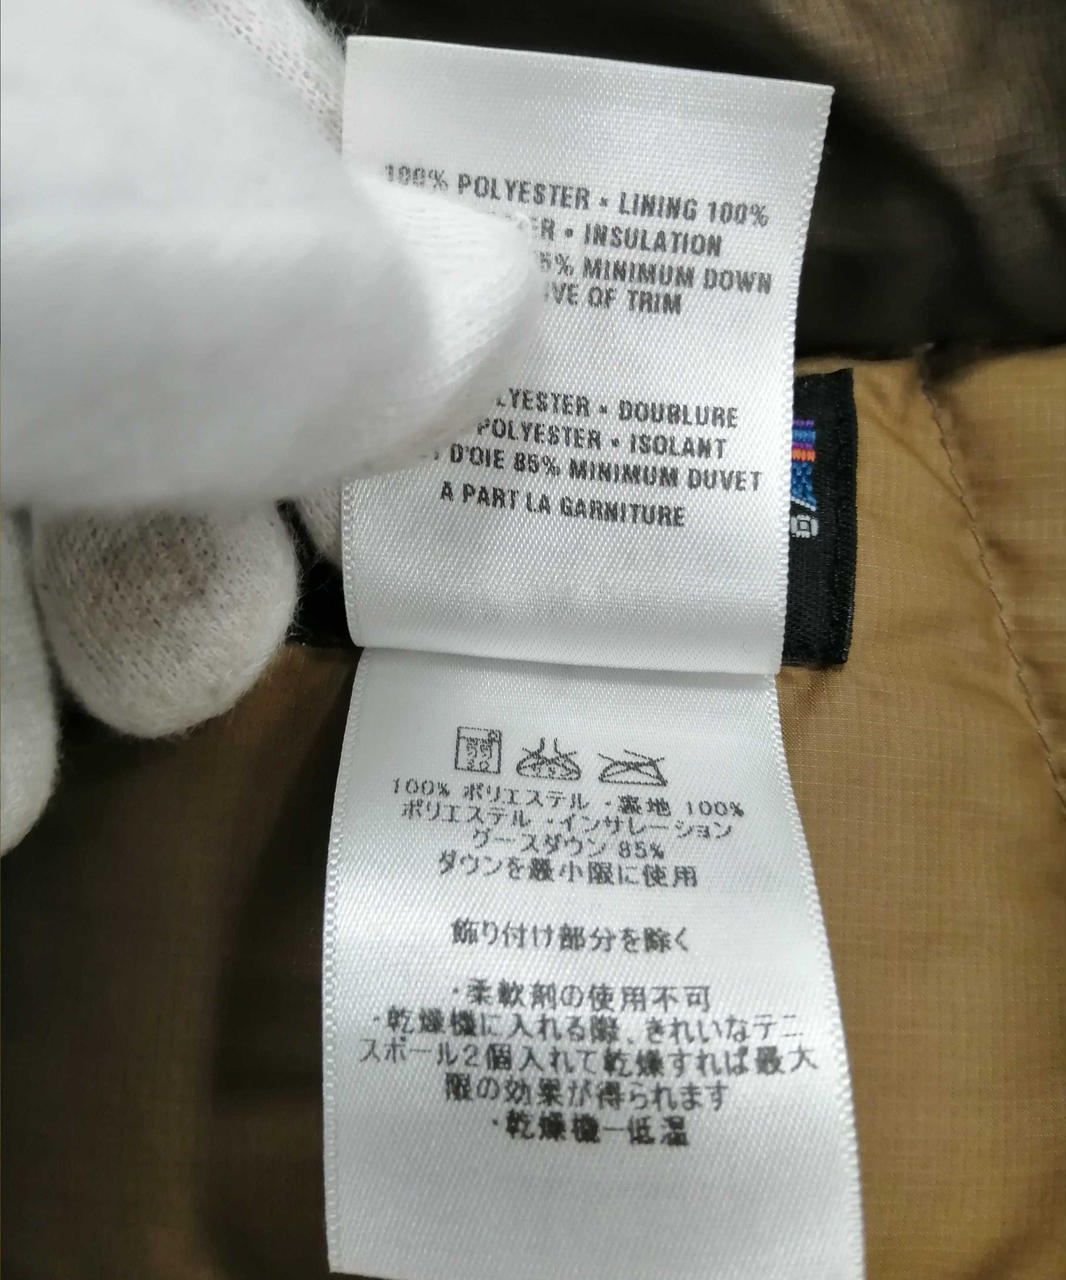 100% POLYESTER • LINING 100%
ER • INSULATION
5% MINIMUM DOWN
VE OF TRIM
LYESTER • DOUBLURE
POLYESTER • ISOLANT
D'OIE 85% MINIMUM DUVET
A PART LA GARNITURE
100% ポリエステル ・裏地 100%
ポリエステル ・インサレーション
グースダウン 85%
ダウンを最小限に使用
飾り付け部分を除く
・柔軟剤の使用不可
・乾燥機に入れる際、きれいなテニ
スボール2個入れて乾燥すれば最大
限の効果が得られます
・乾燥機ー低温